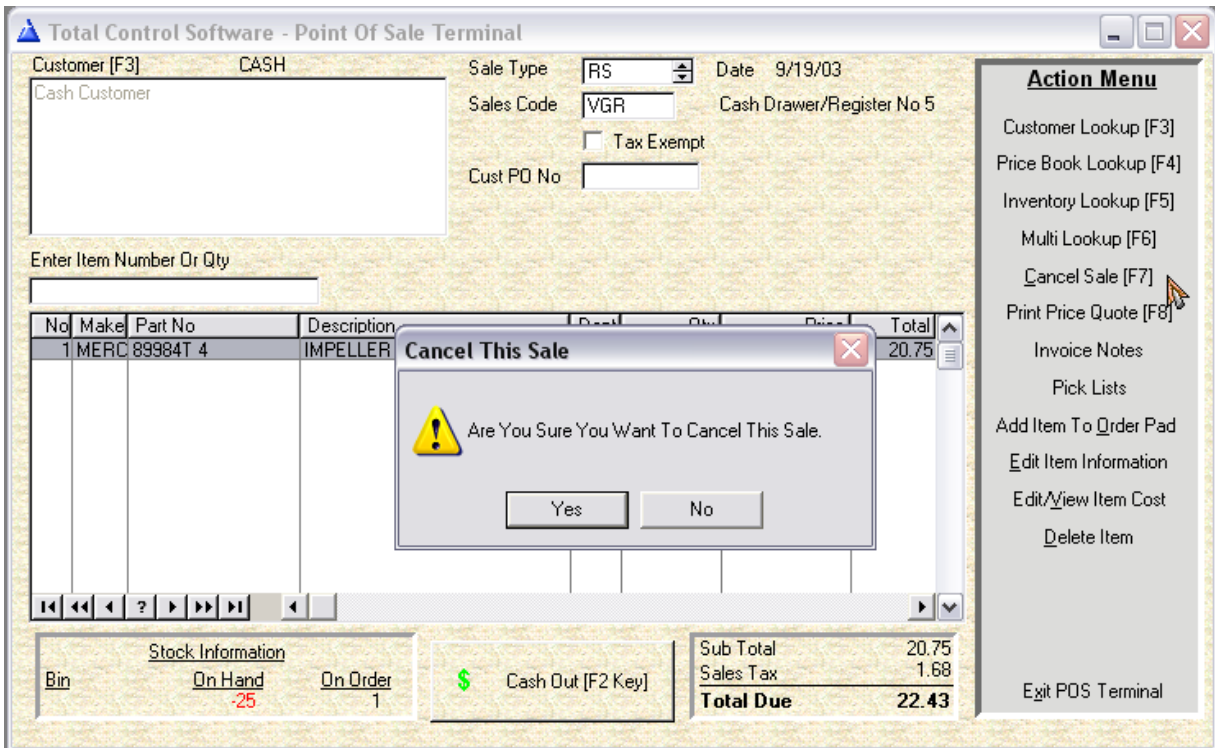 Total Control Software - Point Of Sale Terminal
Customer [F3] CASH
Cash Customer
Sale Type RS Date 9/19/03
Sales Code VGR Cash Drawer/Register No 5
Tax Exempt
Cust PO No
Enter Item Number Or Qty
No Make Part No Description Price Total
1 MERC 89984T 4 IMPELLER 20.75
Cancel This Sale
Are You Sure You Want To Cancel This Sale.
Yes No
Stock Information
Bin On Hand On Order
-25 1
$ Cash Out [F2 Key]
Sub Total 20.75
Sales Tax 1.68
Total Due 22.43
Action Menu
Customer Lookup [F3]
Price Book Lookup [F4]
Inventory Lookup [F5]
Multi Lookup [F6]
Cancel Sale [F7]
Print Price Quote [F8]
Invoice Notes
Pick Lists
Add Item To Order Pad
Edit Item Information
Edit/View Item Cost
Delete Item
Exit POS Terminal